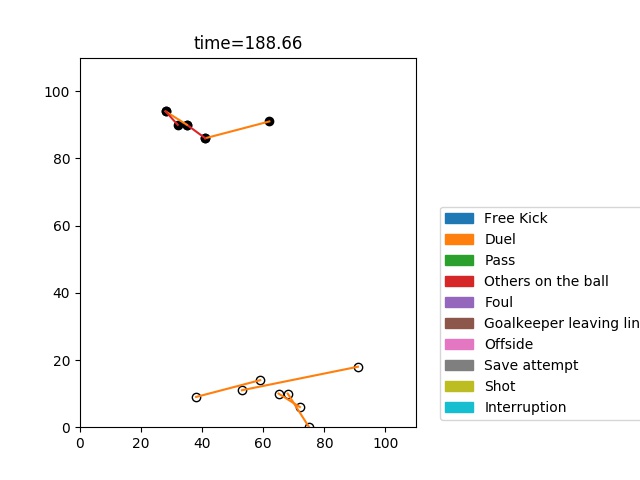 time=188.66
100
80
60
40
20
0
0 20 40 60 80 100
Free Kick
Duel
Pass
Others on the ball
Foul
Goalkeeper leaving lin
Offside
Save attempt
Shot
Interruption